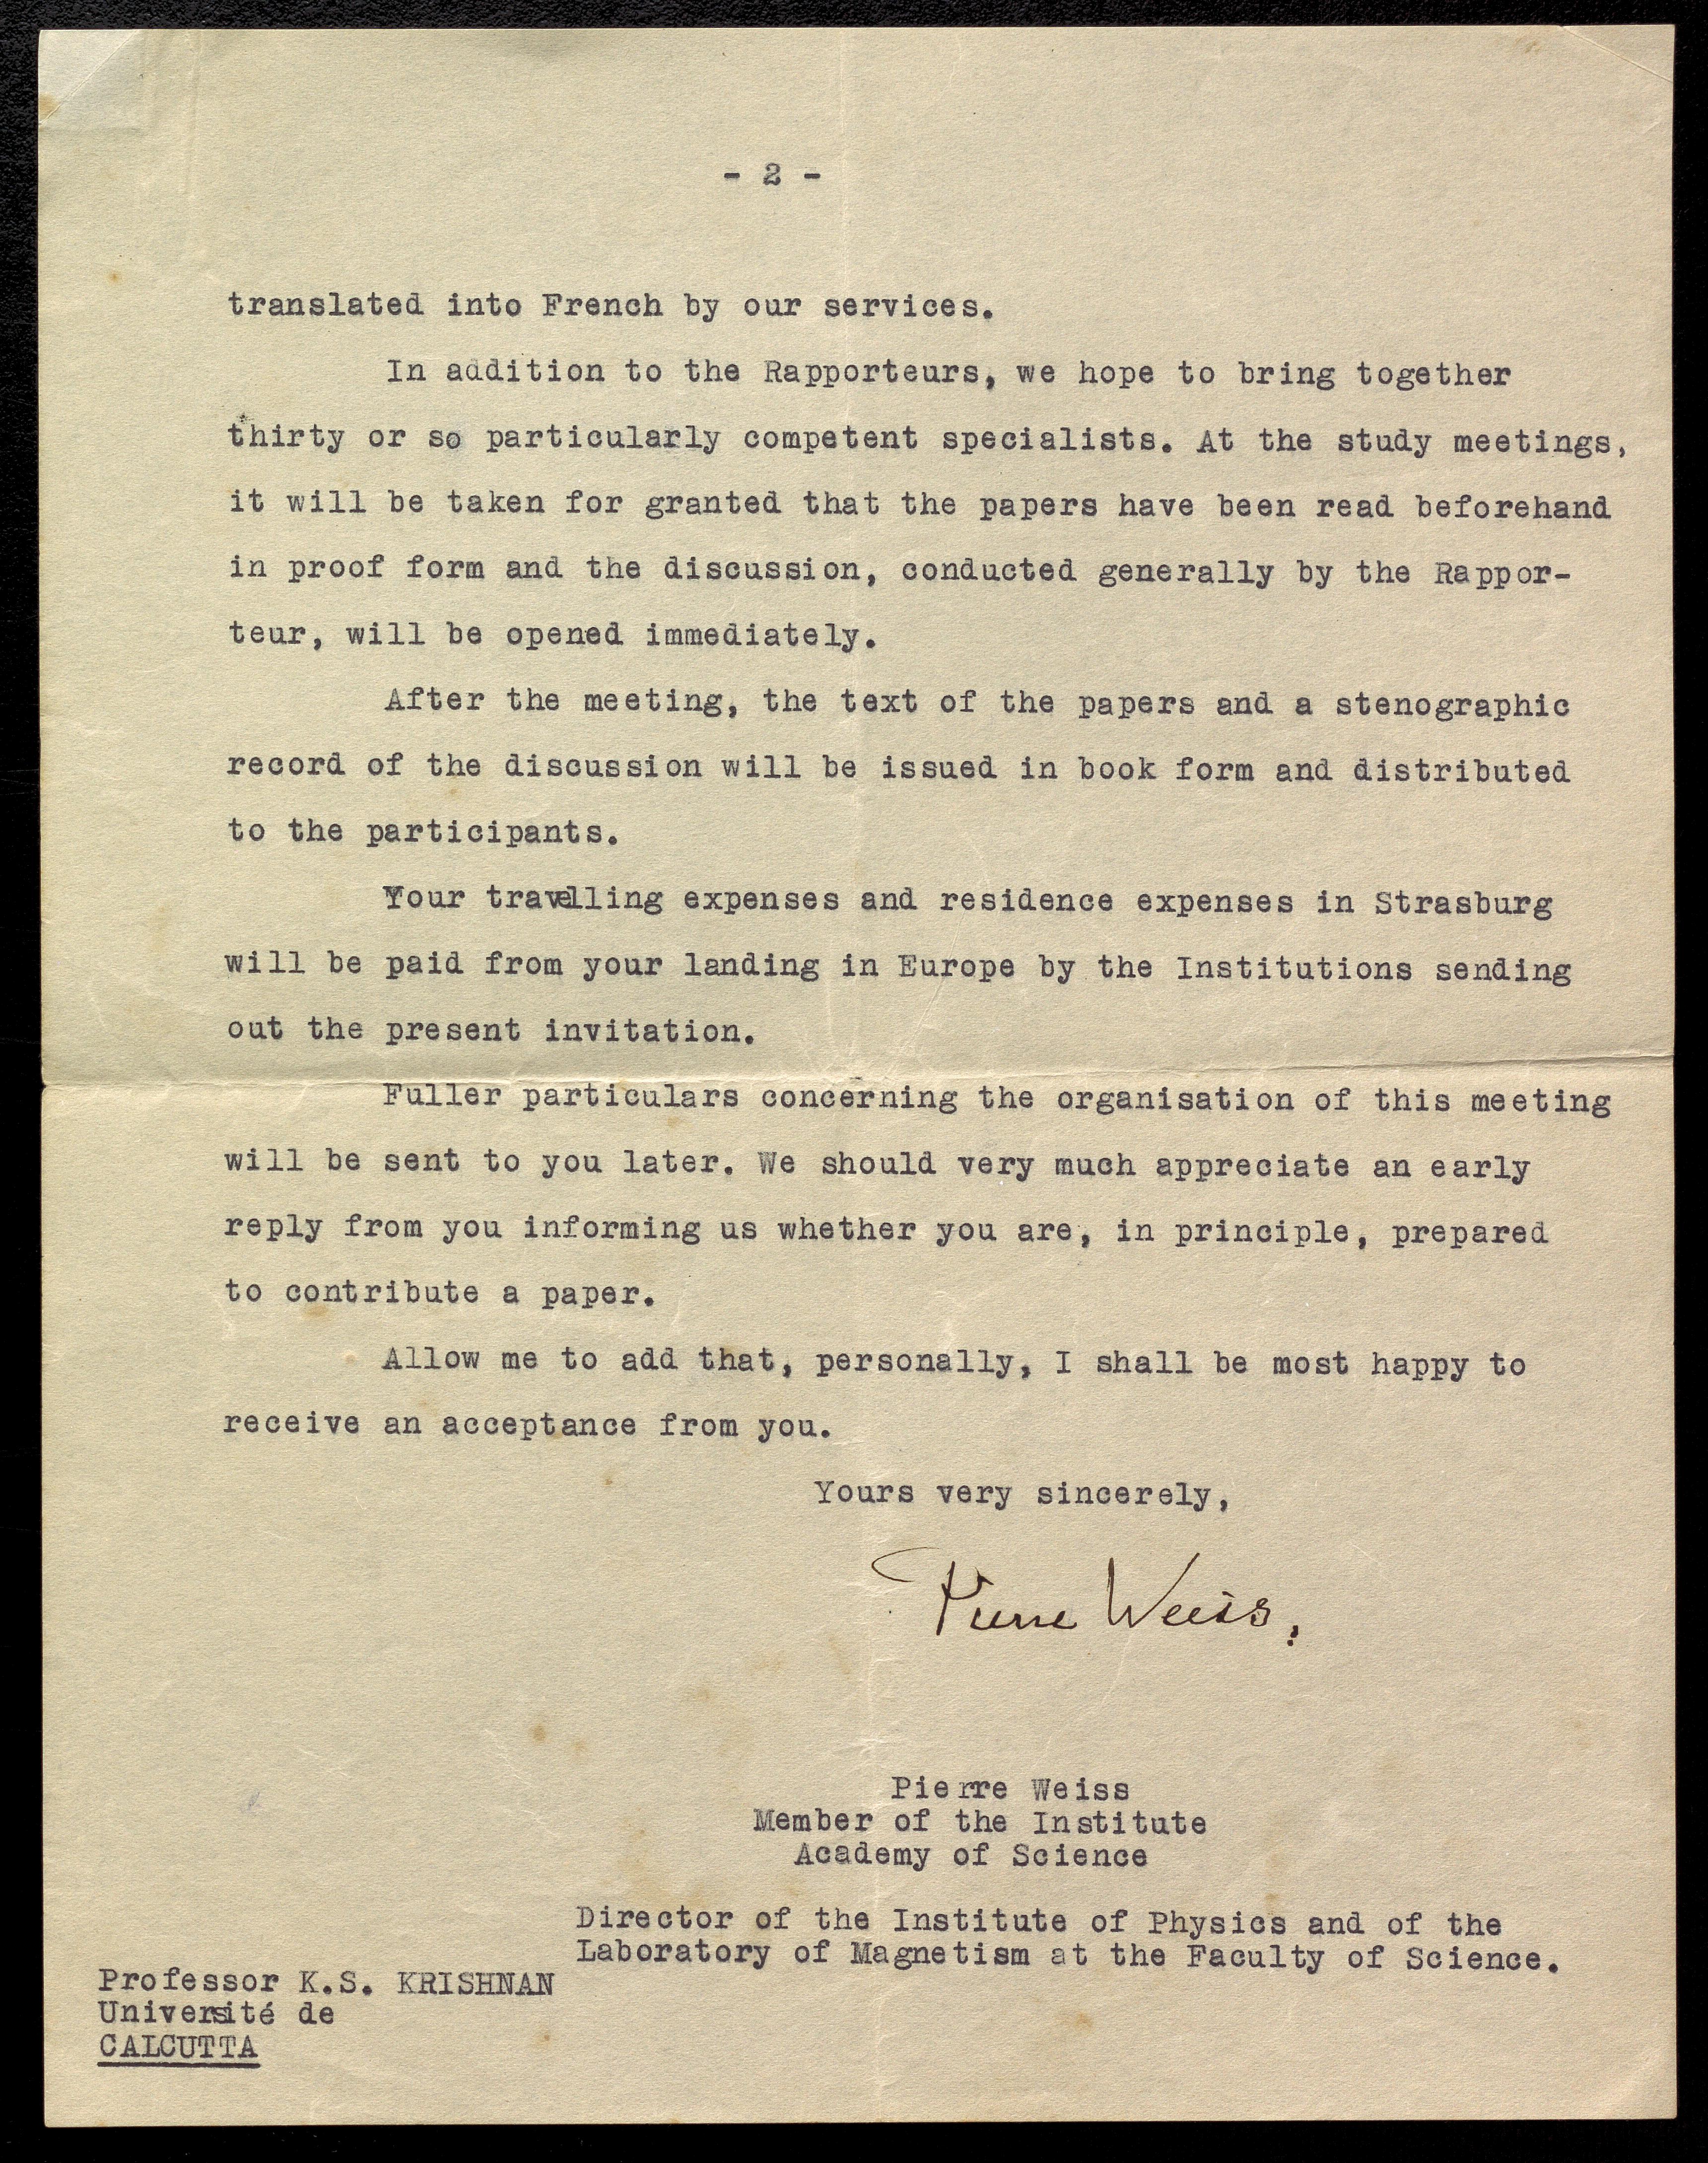 - 2 -
translated into French by our services.
In addition to the Rapporteurs, we hope to bring together
thirty or so particularly competent specialists. At the study meetings,
it will be taken for granted that the papers have been read beforehand
in proof form and the discussion, conducted generally by the Rappor-
teur, will be opened immediately.
After the meeting, the text of the papers and a stenographic
record of the discussion will be issued in book form and distributed
to the participants.
Your travelling expenses and residence expenses in Strasburg
will be paid from your landing in Europe by the Institutions sending
out the present invitation.
Fuller particulars concerning the organisation of this meeting
will be sent to you later. We should very much appreciate an early
reply from you informing us whether you are, in principle, prepared
to contribute a paper.
Allow me to add that, personally, I shall be most happy to
receive an acceptance from you.
Yours very sincerely,
Pierre Weiss.
Pierre Weiss
Member of the Institute
Academy of Science
Director of the Institute of Physics and of the
Laboratory of Magnetism at the Faculty of Science.
Professor K.S. KRISHNAN
Université de
CALCUTTA